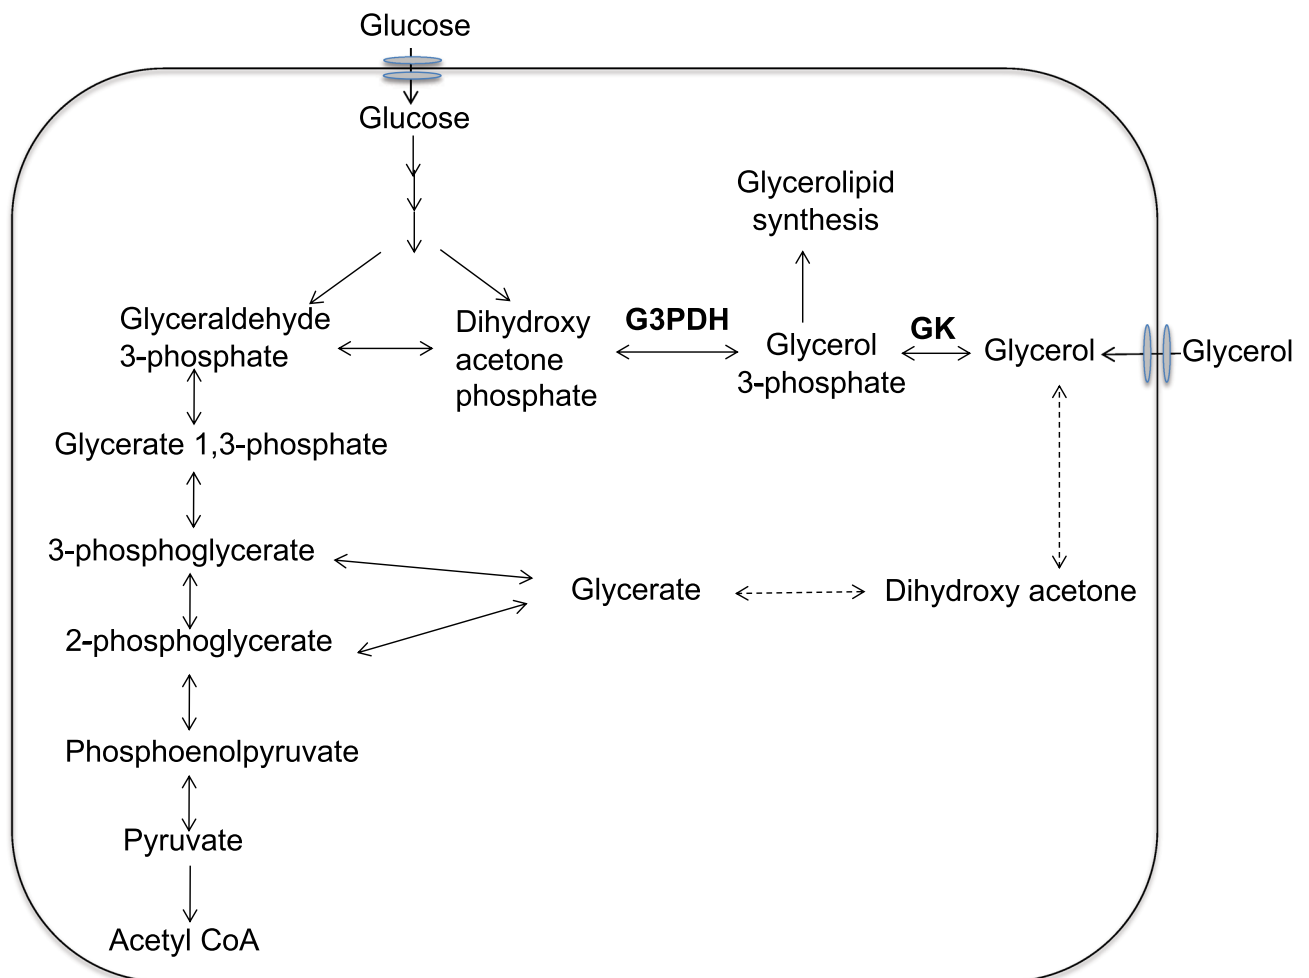 Glucose
Glucose
Glycerolipid
synthesis
Glyceraldehyde
3-phosphate
Dihydroxy
acetone
phosphate
G3PDH
Glycerol
3-phosphate
GK
Glycerol
Glycerol
Glycerate 1,3-phosphate
3-phosphoglycerate
Glycerate
Dihydroxy acetone
2-phosphoglycerate
Phosphoenolpyruvate
Pyruvate
Acetyl CoA